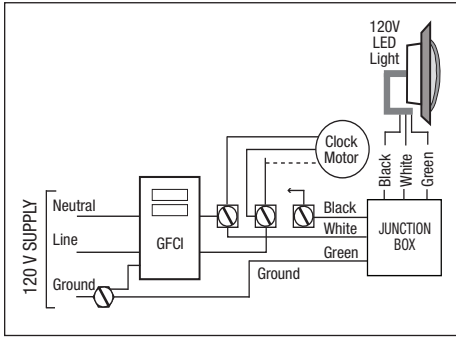 120V
LED
Light
Clock
Motor
Black
White
Green
120 V SUPPLY
Neutral
Line
Ground
GFCI
Black
White
Green
Ground
JUNCTION
BOX